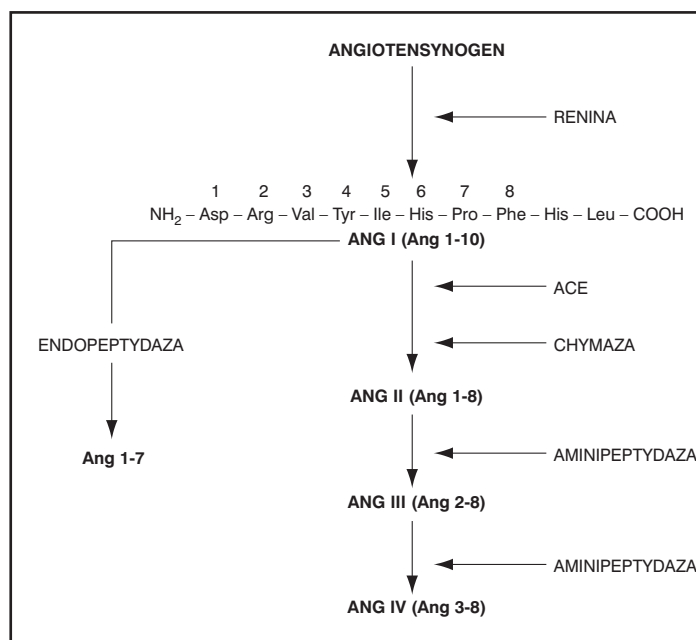 ANGIOTENSYNOGEN
RENINA
1 2 3 4 5 6 7 8
NH₂ – Asp – Arg – Val – Tyr – Ile – His – Pro – Phe – His – Leu – COOH
ANG I (Ang 1-10)
ACE
ENDOPEPTYDAZA
CHYMAZA
ANG II (Ang 1-8)
Ang 1-7
AMINIPEPTYDAZA
ANG III (Ang 2-8)
AMINIPEPTYDAZA
ANG IV (Ang 3-8)